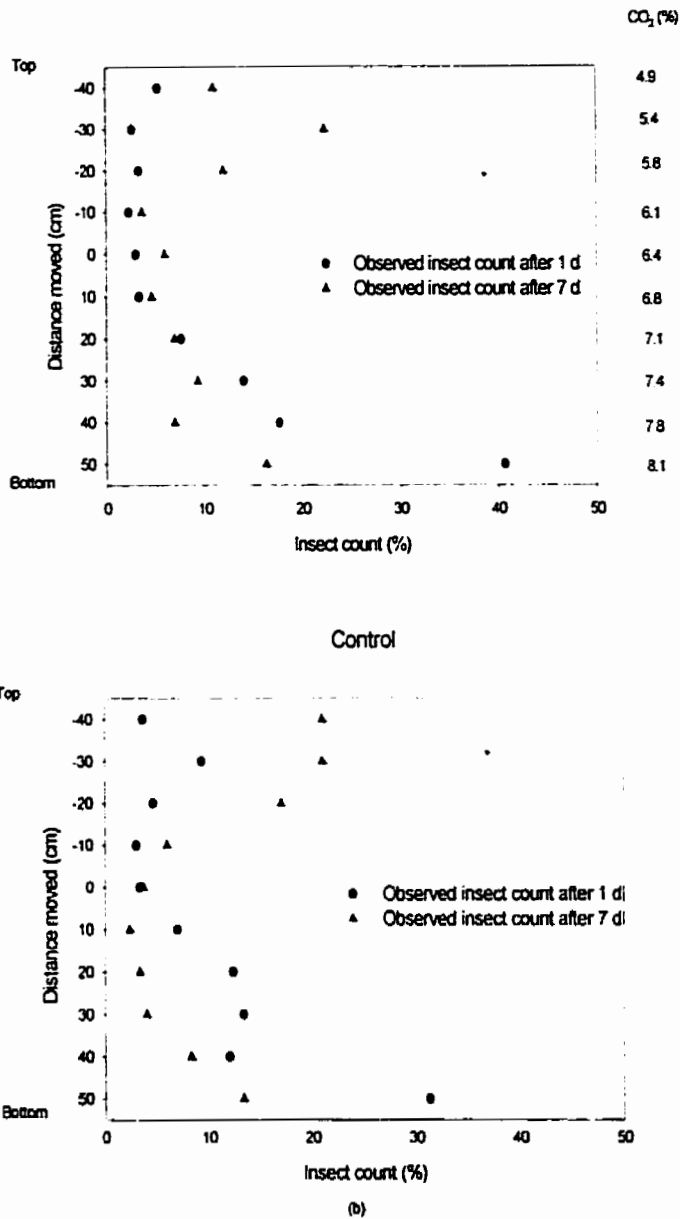 CO₂ (%)
Top
-40
4.9
-30
5.4
-20
5.8
-10
6.1
0
6.4
10
6.8
20
7.1
30
7.4
40
7.8
50
8.1
Bottom
Distance moved (cm)
● Observed insect count after 1 d
▲ Observed insect count after 7 d
0 10 20 30 40 50
Insect count (%)
Control
Top
-40
-30
-20
-10
0
10
20
30
40
50
Bottom
Distance moved (cm)
● Observed insect count after 1 d
▲ Observed insect count after 7 d
0 10 20 30 40 50
Insect count (%)
(b)